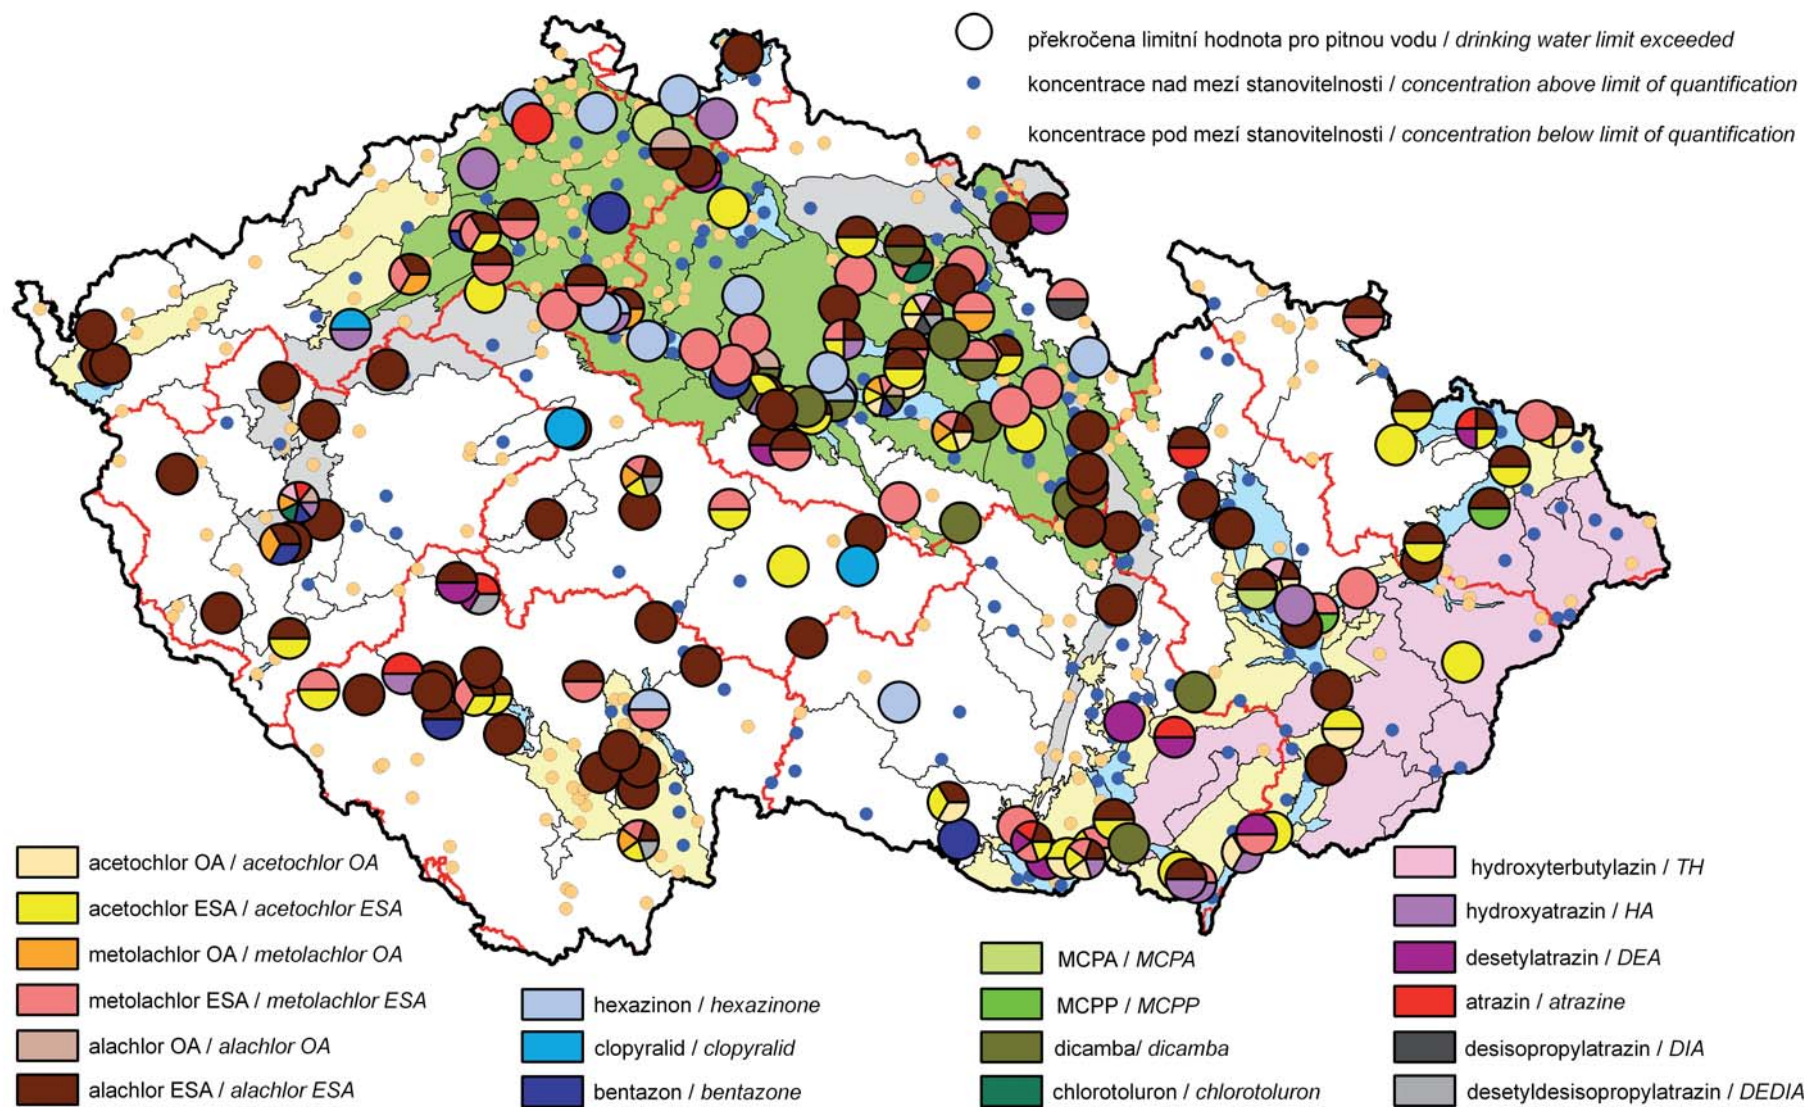 překročena limitní hodnota pro pitnou vodu / drinking water limit exceeded
koncentrace nad mezí stanovitelnosti / concentration above limit of quantification
koncentrace pod mezí stanovitelnosti / concentration below limit of quantification
acetochlor OA / acetochlor OA
acetochlor ESA / acetochlor ESA
metolachlor OA / metolachlor OA
metolachlor ESA / metolachlor ESA
alachlor OA / alachlor OA
alachlor ESA / alachlor ESA
hexazinon / hexazinone
clopyralid / clopyralid
bentazon / bentazone
MCPA / MCPA
MCPP / MCPP
dicamba/ dicamba
chlorotoluron / chlorotoluron
hydroxyterbutylazin / TH
hydroxyatrazin / HA
desetylatrazin / DEA
atrazin / atrazine
desisopropylatrazin / DIA
desetyldesisopropylatrazin / DEDIA